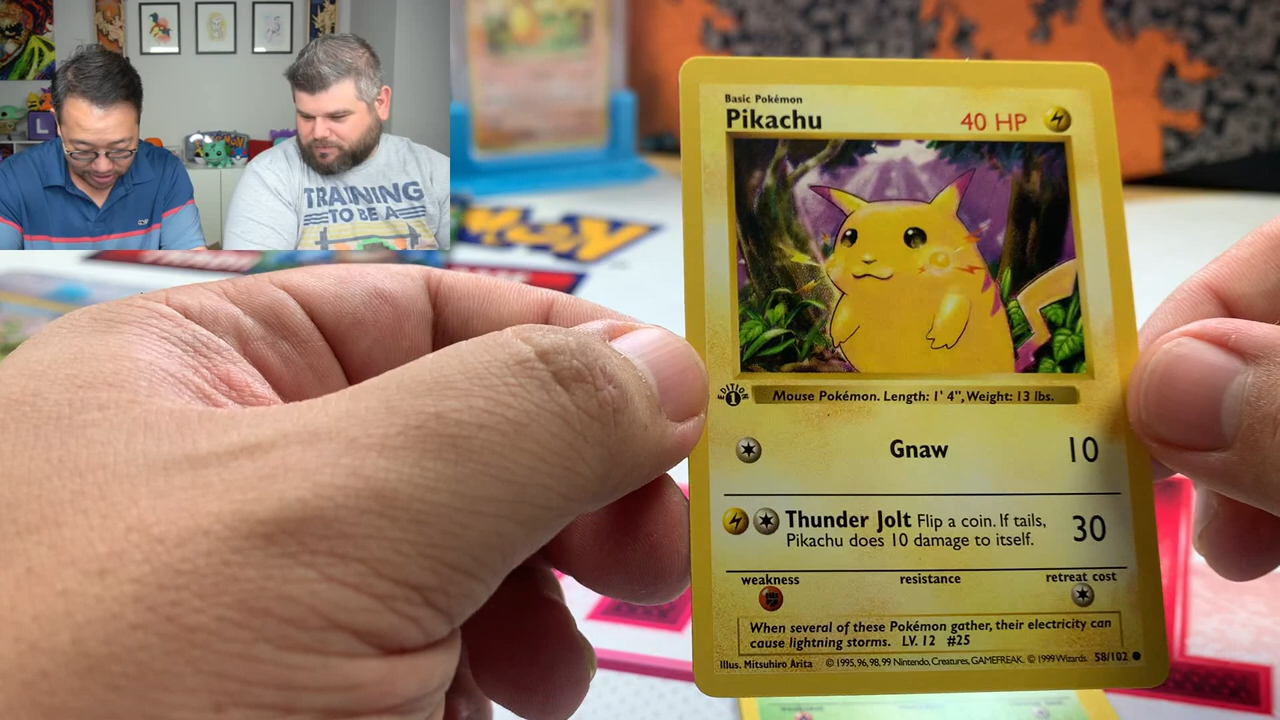 TRAINING
TO BE A
Basic Pokémon
Pikachu
40 HP
EDITION
1
Mouse Pokémon. Length: 1' 4", Weight: 13 lbs.
Gnaw 10
Thunder Jolt Flip a coin. If tails,
Pikachu does 10 damage to itself.
30
weakness resistance retreat cost
When several of these Pokémon gather, their electricity can
cause lightning storms. LV. 12 #25
Illus. Mitsuhiro Arita © 1995, 96, 98, 99 Nintendo, Creatures, GAMEFREAK. © 1999 Wizards. 58/102